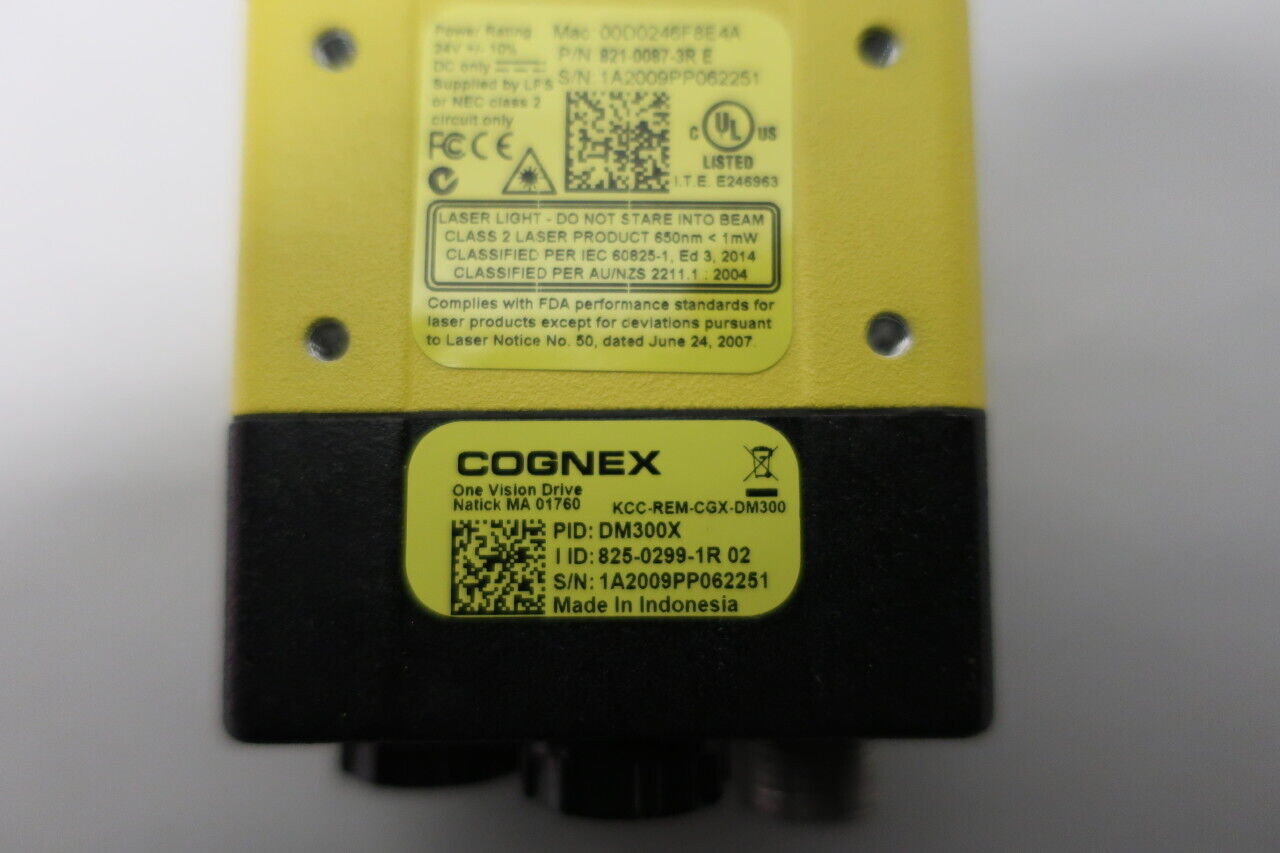 Power Rating
24V +/- 10%
DC only
Supplied by LPS
or NEC class 2
circuit only
Mac: 00D0246F8E4A
P/N: 821-0087-3R E
S/N: 1A2009PP062251
FC CE
C UL US
LISTED
I.T.E. E246963
LASER LIGHT - DO NOT STARE INTO BEAM
CLASS 2 LASER PRODUCT 650nm < 1mW
CLASSIFIED PER IEC 60825-1, Ed 3, 2014
CLASSIFIED PER AU/NZS 2211.1 : 2004
Complies with FDA performance standards for
laser products except for deviations pursuant
to Laser Notice No. 50, dated June 24, 2007.
COGNEX
One Vision Drive
Natick MA 01760
KCC-REM-CGX-DM300
PID: DM300X
I ID: 825-0299-1R 02
S/N: 1A2009PP062251
Made In Indonesia